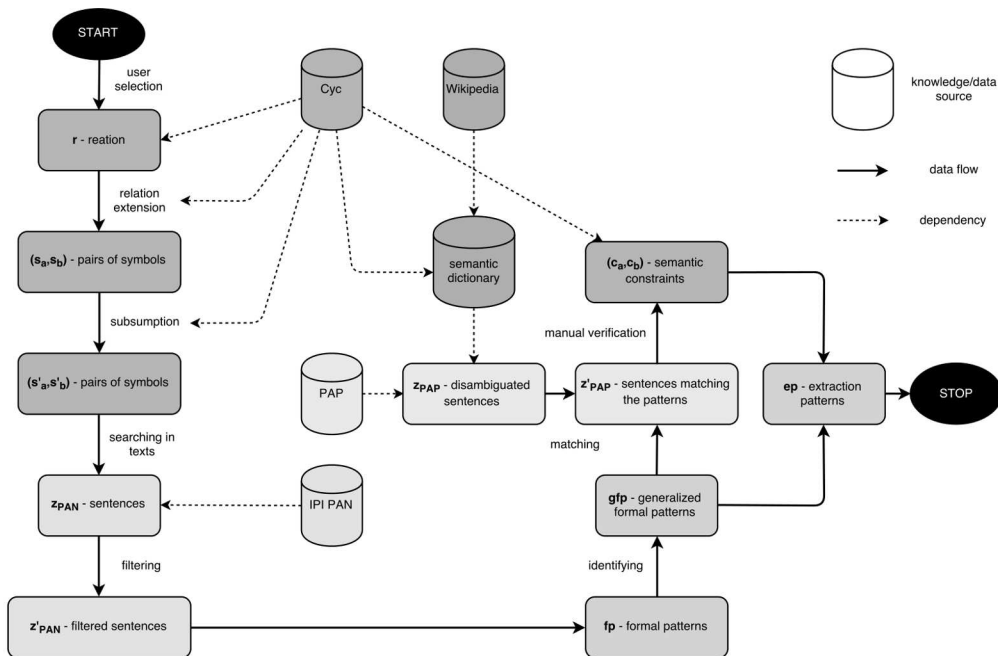 START
user
selection
Cyc
Wikipedia
knowledge/data
source
r - reation
data flow
relation
extension
dependency
(sa,sb) - pairs of symbols
semantic
dictionary
(ca,cb) - semantic
constraints
subsumption
manual verification
(s'a,s'b) - pairs of symbols
PAP
zPAP - disambiguated
sentences
z'PAP - sentences matching
the patterns
ep - extraction
patterns
STOP
searching in
texts
matching
zPAN - sentences
IPI PAN
gfp - generalized
formal patterns
filtering
identifying
z'PAN - filtered sentences
fp - formal patterns